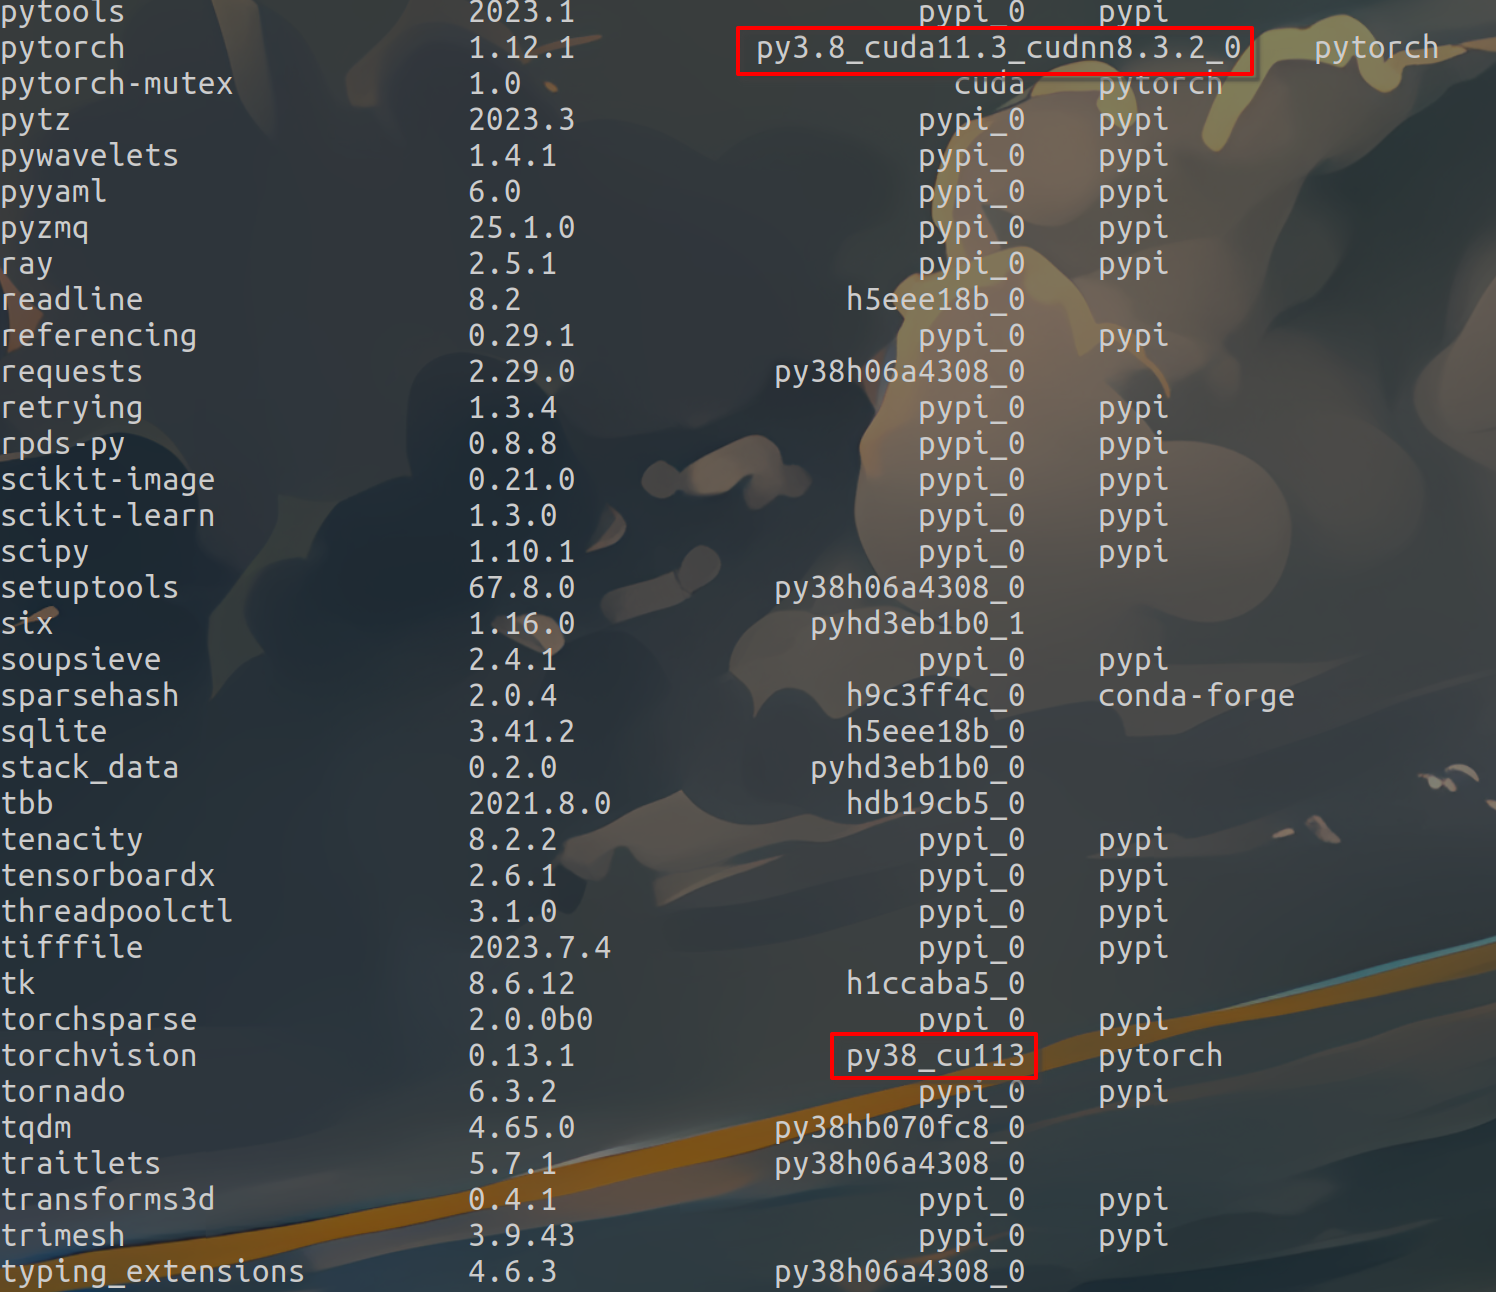 pytools 2023.1 pypi_0 pypi
pytorch 1.12.1 py3.8_cuda11.3_cudnn8.3.2_0 pytorch
pytorch-mutex 1.0 cuda pytorch
pytz 2023.3 pypi_0 pypi
pywavelets 1.4.1 pypi_0 pypi
pyyaml 6.0 pypi_0 pypi
pyzmq 25.1.0 pypi_0 pypi
ray 2.5.1 pypi_0 pypi
readline 8.2 h5eee18b_0
referencing 0.29.1 pypi_0 pypi
requests 2.29.0 py38h06a4308_0
retrying 1.3.4 pypi_0 pypi
rpds-py 0.8.8 pypi_0 pypi
scikit-image 0.21.0 pypi_0 pypi
scikit-learn 1.3.0 pypi_0 pypi
scipy 1.10.1 pypi_0 pypi
setuptools 67.8.0 py38h06a4308_0
six 1.16.0 pyhd3eb1b0_1
soupsieve 2.4.1 pypi_0 pypi
sparsehash 2.0.4 h9c3ff4c_0 conda-forge
sqlite 3.41.2 h5eee18b_0
stack_data 0.2.0 pyhd3eb1b0_0
tbb 2021.8.0 hdb19cb5_0
tenacity 8.2.2 pypi_0 pypi
tensorboardx 2.6.1 pypi_0 pypi
threadpoolctl 3.1.0 pypi_0 pypi
tifffile 2023.7.4 pypi_0 pypi
tk 8.6.12 h1ccaba5_0
torchsparse 2.0.0b0 pypi_0 pypi
torchvision 0.13.1 py38_cu113 pytorch
tornado 6.3.2 pypi_0 pypi
tqdm 4.65.0 py38hb070fc8_0
traitlets 5.7.1 py38h06a4308_0
transforms3d 0.4.1 pypi_0 pypi
trimesh 3.9.43 pypi_0 pypi
typing_extensions 4.6.3 py38h06a4308_0